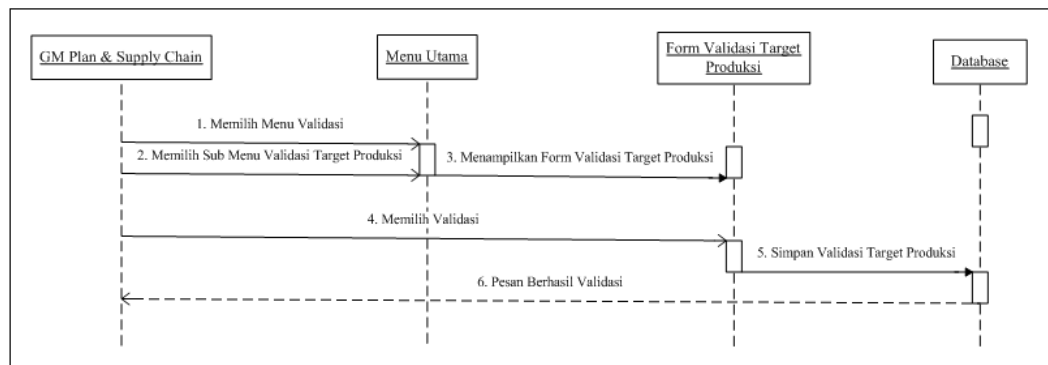 GM Plan & Supply Chain
Menu Utama
Form Validasi Target
Produksi
Database
1. Memilih Menu Validasi
2. Memilih Sub Menu Validasi Target Produksi
3. Menampilkan Form Validasi Target Produksi
4. Memilih Validasi
5. Simpan Validasi Target Produksi
6. Pesan Berhasil Validasi